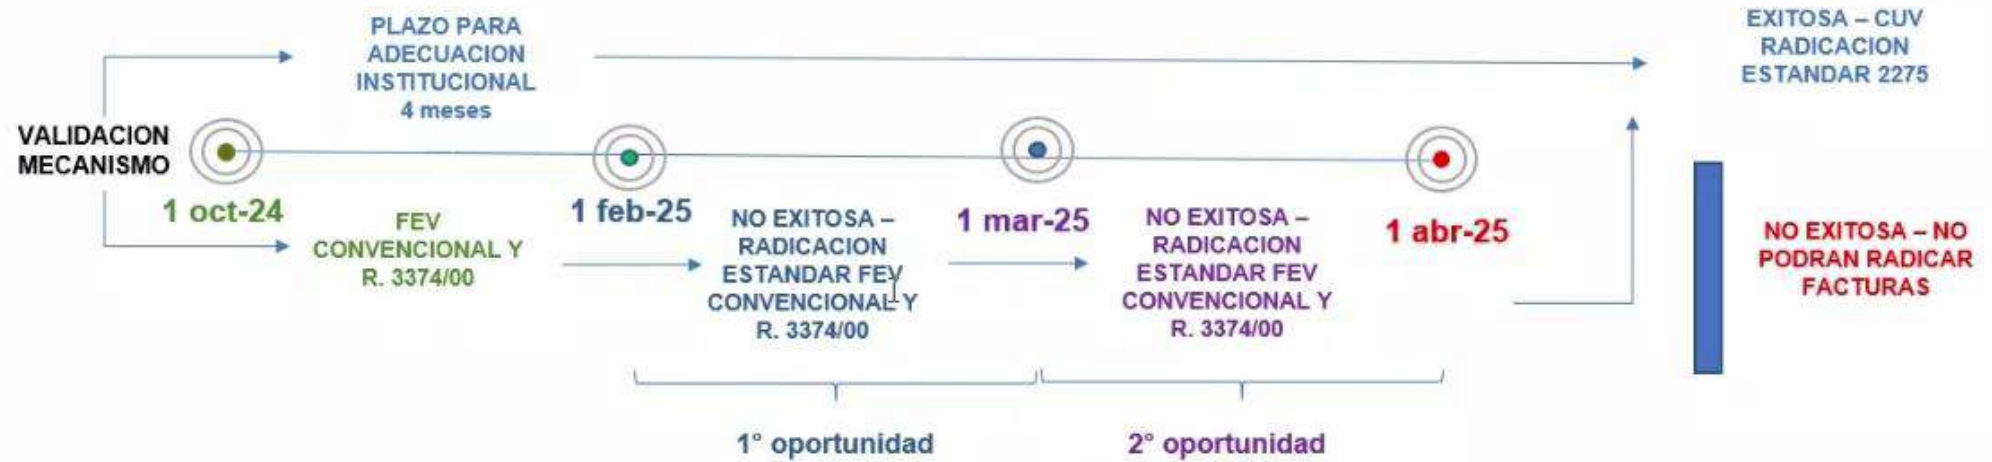 PLAZO PARA
ADECUACION
INSTITUCIONAL
4 meses
EXITOSA – CUV
RADICACION
ESTANDAR 2275
VALIDACION
MECANISMO
1 oct-24
FEV
CONVENCIONAL Y
R. 3374/00
1 feb-25
NO EXITOSA –
RADICACION
ESTANDAR FEV
CONVENCIONAL Y
R. 3374/00
1 mar-25
NO EXITOSA –
RADICACION
ESTANDAR FEV
CONVENCIONAL Y
R. 3374/00
1 abr-25
NO EXITOSA – NO
PODRAN RADICAR
FACTURAS
1° oportunidad
2° oportunidad